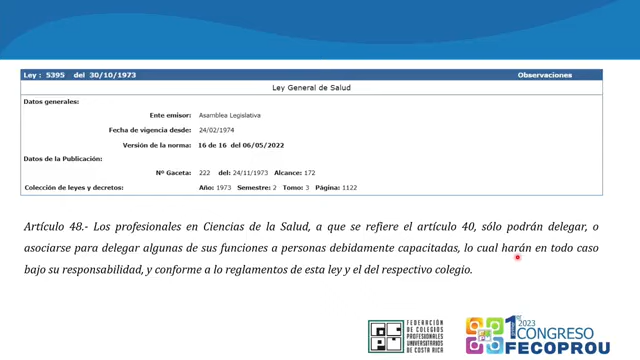 Ley : 5395 del 30/10/1973 Observaciones
Ley General de Salud
Datos generales:
Ente emisor: Asamblea Legislativa
Fecha de vigencia desde: 24/02/1974
Versión de la norma: 16 de 16 del 06/05/2022
Datos de la Publicación:
Nº Gaceta: 222 del: 24/11/1973 Alcance: 172
Colección de leyes y decretos: Año: 1973 Semestre: 2 Tomo: 3 Página: 1122
Artículo 48.- Los profesionales en Ciencias de la Salud, a que se refiere el artículo 40, sólo podrán delegar, o
asociarse para delegar algunas de sus funciones a personas debidamente capacitadas, lo cual harán en todo caso
bajo su responsabilidad, y conforme a lo reglamentos de esta ley y el del respectivo colegio.
FEDERACIÓN
DE COLEGIOS
PROFESIONALES
UNIVERSITARIOS
DE COSTA RICA
1er 2023
CONGRESO
FECOPROU